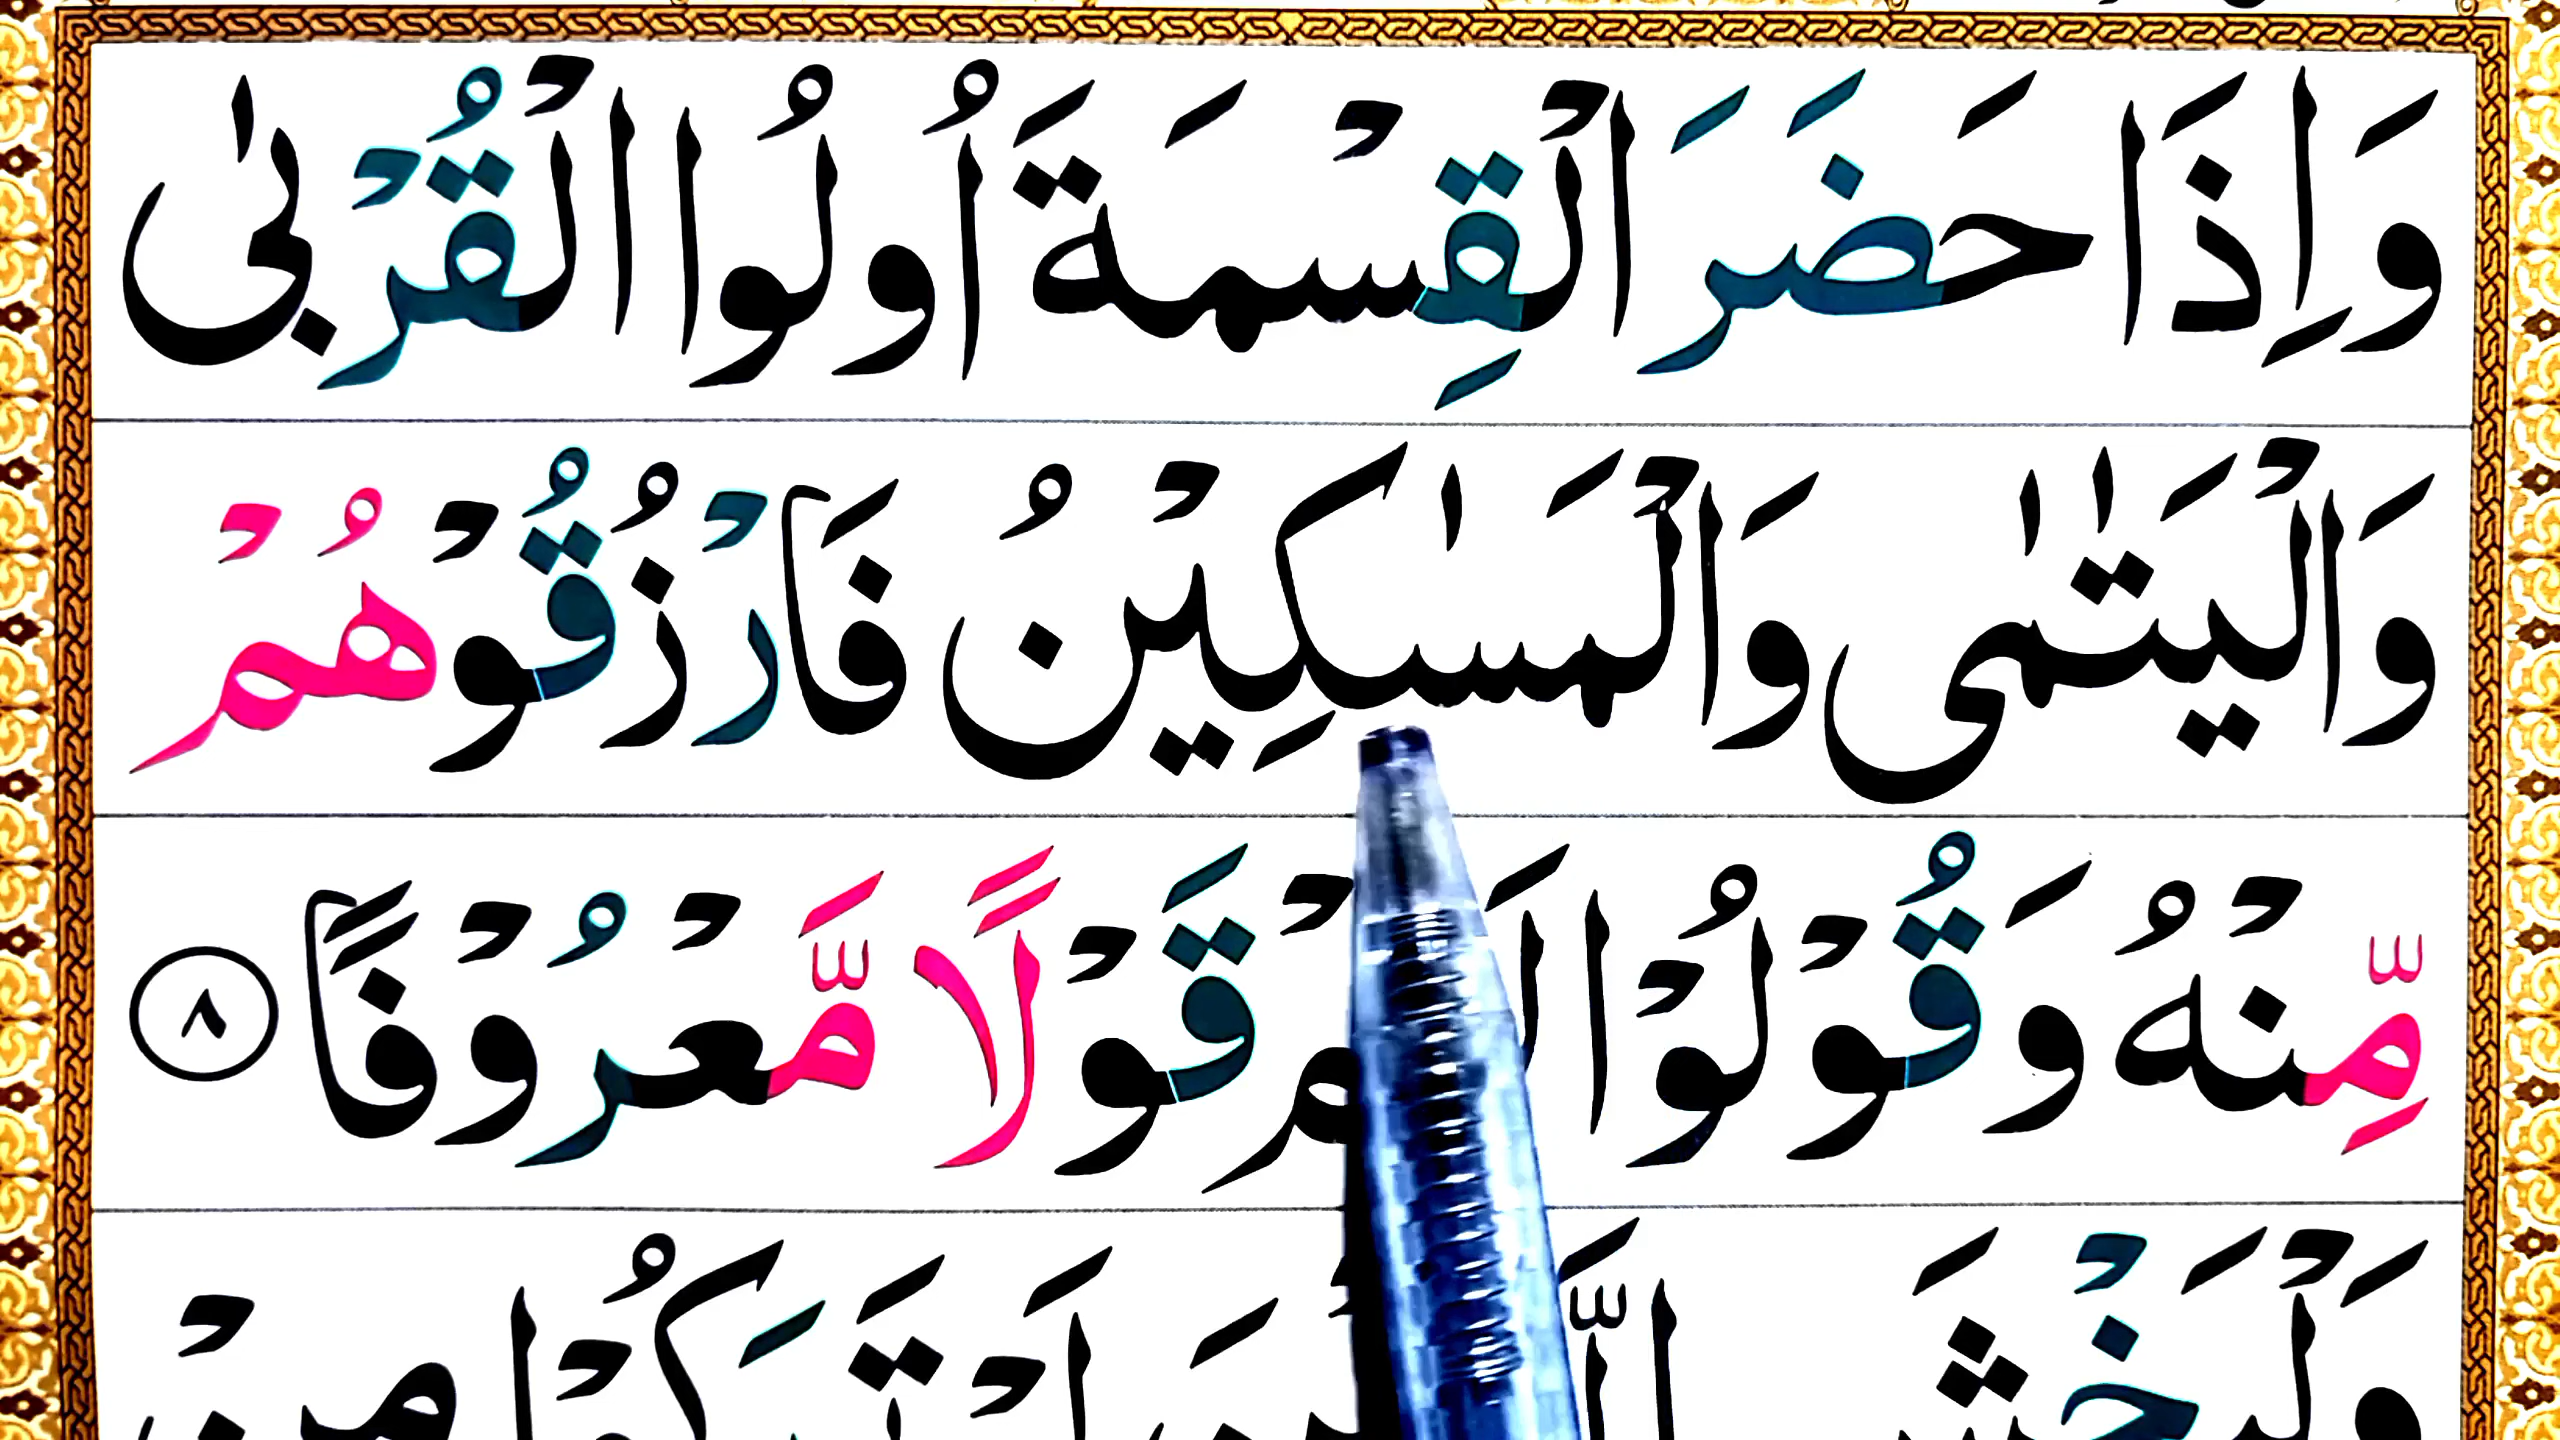 وَاِذَا حَضَرَ الْقِسْمَةَ اُولُوا الْقُرْبٰى
وَالْيَتٰمٰى وَالْمَسٰكِيْنُ فَارْزُقُوْهُمْ
مِّنْهُ وَقُوْلُوْا قَوْلًا مَّعْرُوْفًا ٨